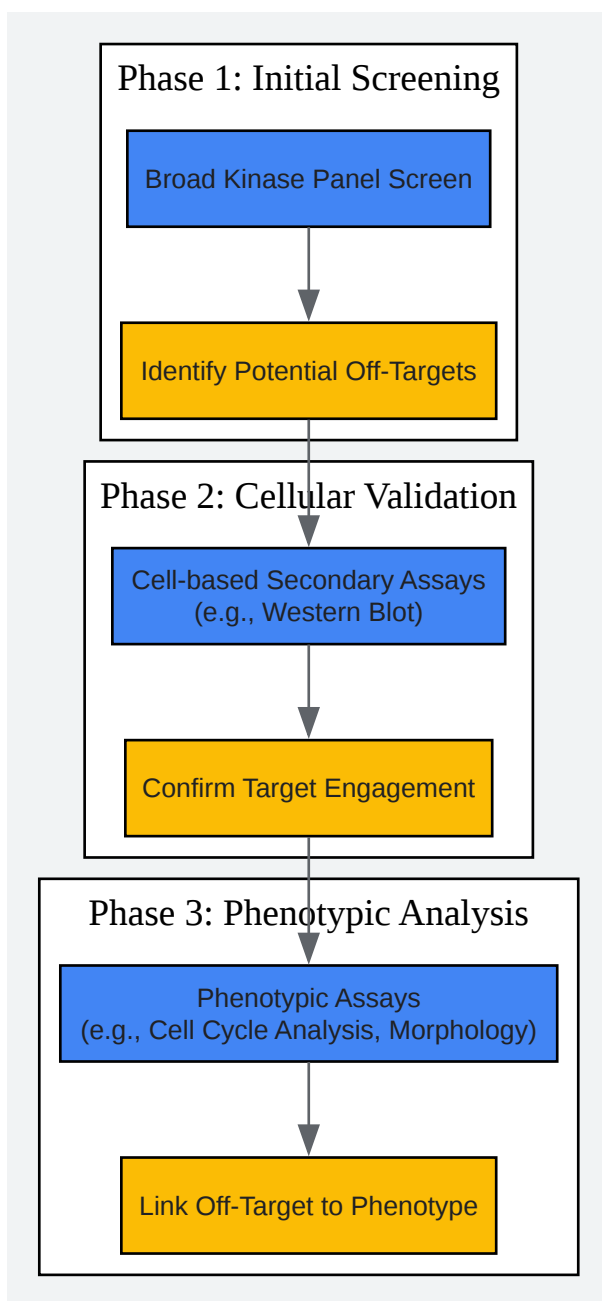 Phase 1: Initial Screening
Broad Kinase Panel Screen
Identify Potential Off-Targets
Phase 2: Cellular Validation
Cell-based Secondary Assays
(e.g., Western Blot)
Confirm Target Engagement
Phase 3: Phenotypic Analysis
Phenotypic Assays
(e.g., Cell Cycle Analysis, Morphology)
Link Off-Target to Phenotype